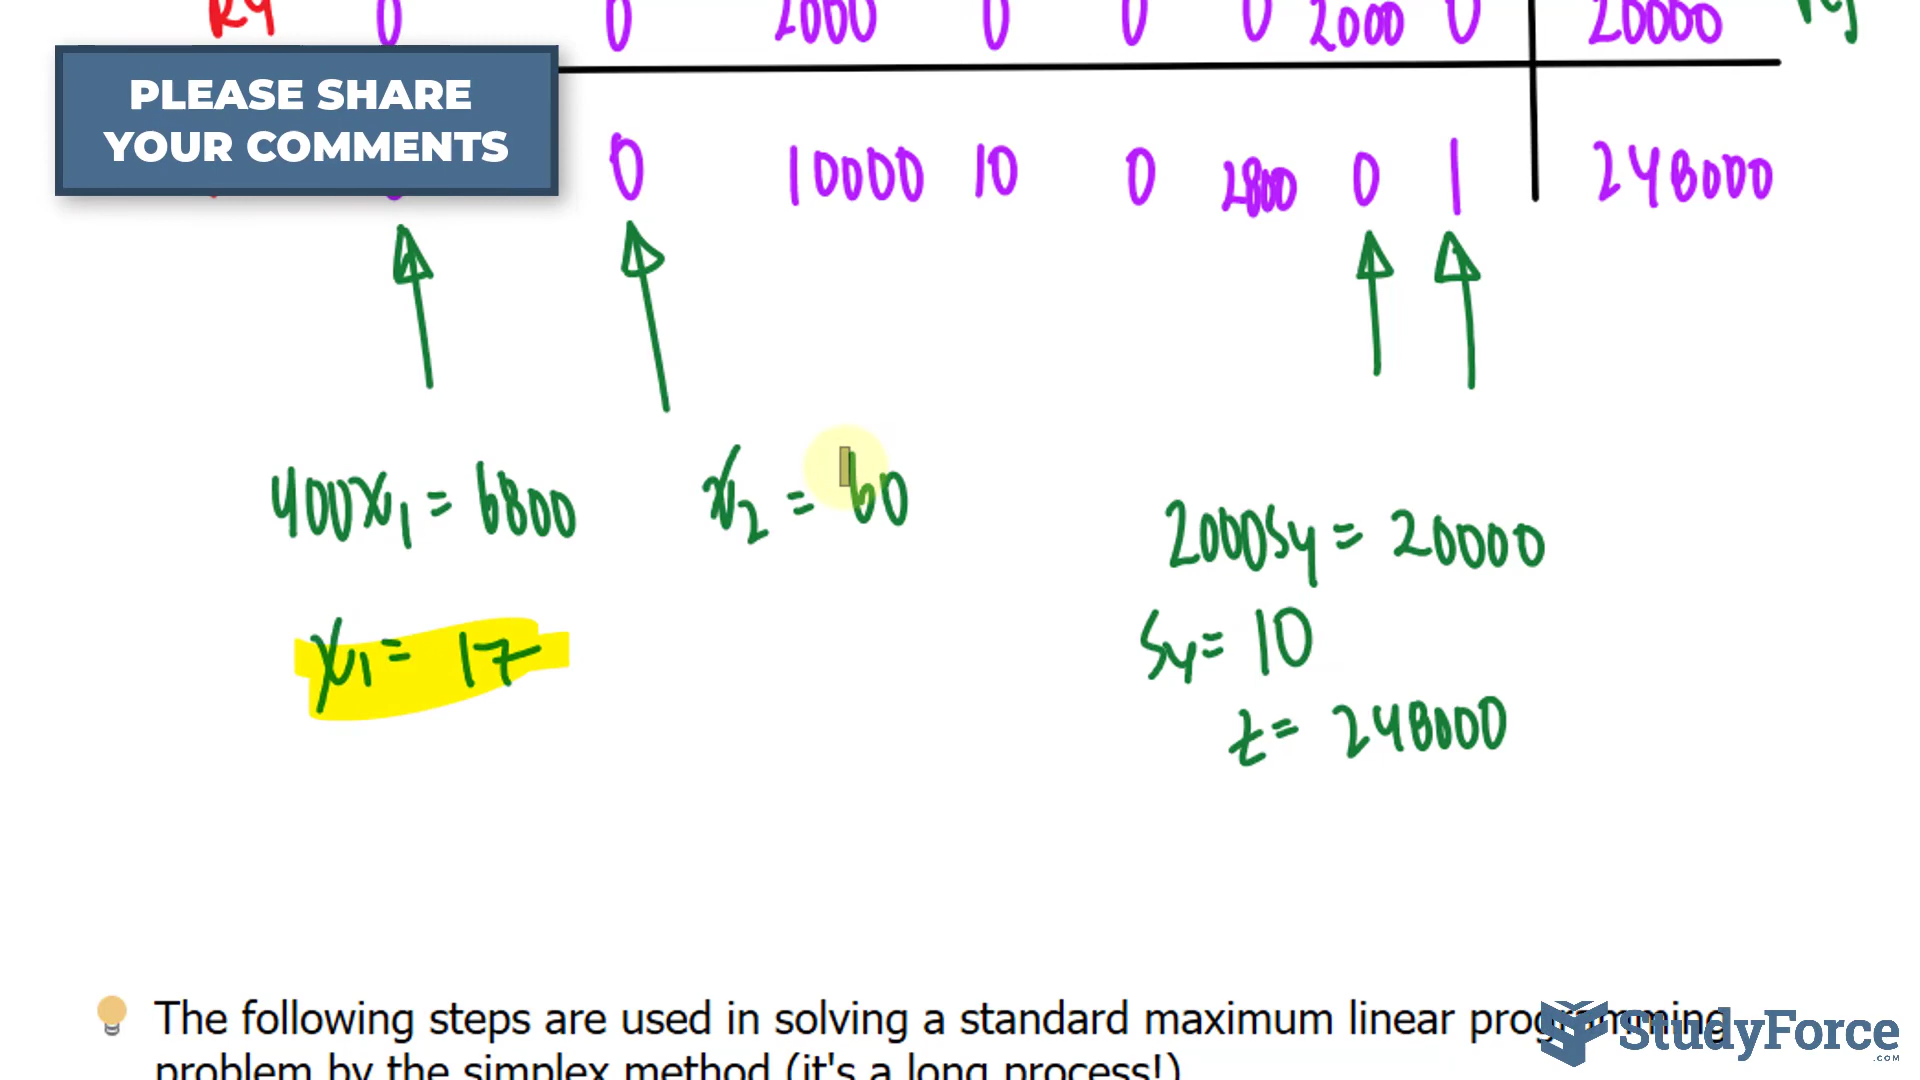 R4 0 0 2000 0 0 0 2000 0 20000
PLEASE SHARE
YOUR COMMENTS
0 10000 10 0 2800 0 1 248000
400x1 = 6800
x2 = 60
2000S4 = 20000
x1 = 17
S4 = 10
z = 248000
The following steps are used in solving a standard maximum linear programming
problem by the simplex method (it's a long process!)
StudyForce
.COM